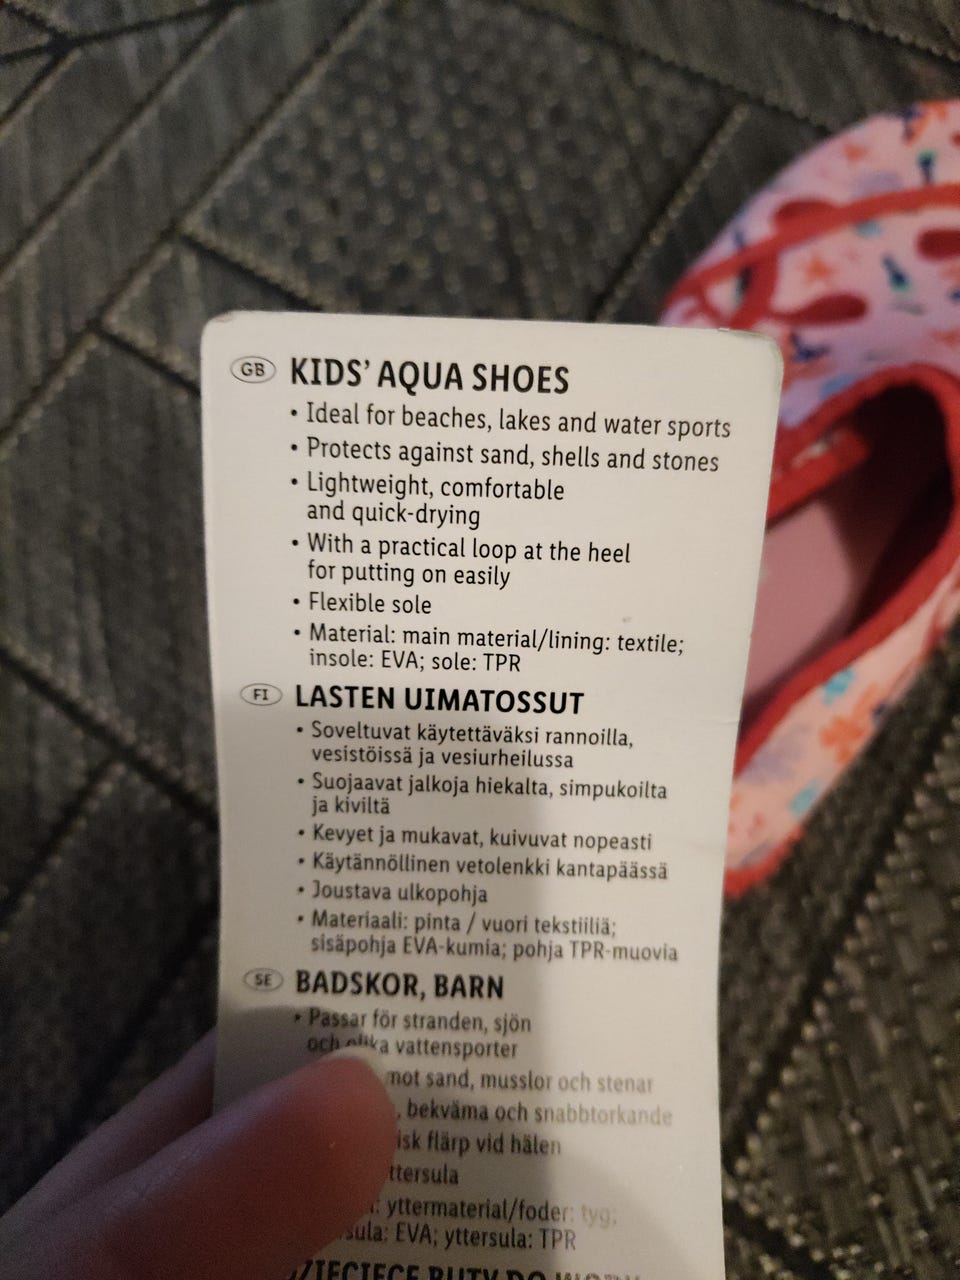 GB KIDS' AQUA SHOES
• Ideal for beaches, lakes and water sports
• Protects against sand, shells and stones
• Lightweight, comfortable
and quick-drying
• With a practical loop at the heel
for putting on easily
• Flexible sole
• Material: main material/lining: textile;
insole: EVA; sole: TPR
FI LASTEN UIMATOSSUT
• Soveltuvat käytettäväksi rannoilla,
vesistöissä ja vesiurheilussa
• Suojaavat jalkoja hiekalta, simpukoilta
ja kiviltä
• Kevyet ja mukavat, kuivuvat nopeasti
• Käytännöllinen vetolenkki kantapäässä
• Joustava ulkopohja
• Materiaali: pinta / vuori tekstiiliä;
sisäpohja EVA-kumia; pohja TPR-muovia
SE BADSKOR, BARN
• Passar för stranden, sjön
och olika vattensporter
mot sand, musslor och stenar
, bekväma och snabbtorkande
isk flärp vid hälen
ttersula
: yttermaterial/foder: tyg;
sula: EVA; yttersula: TPR